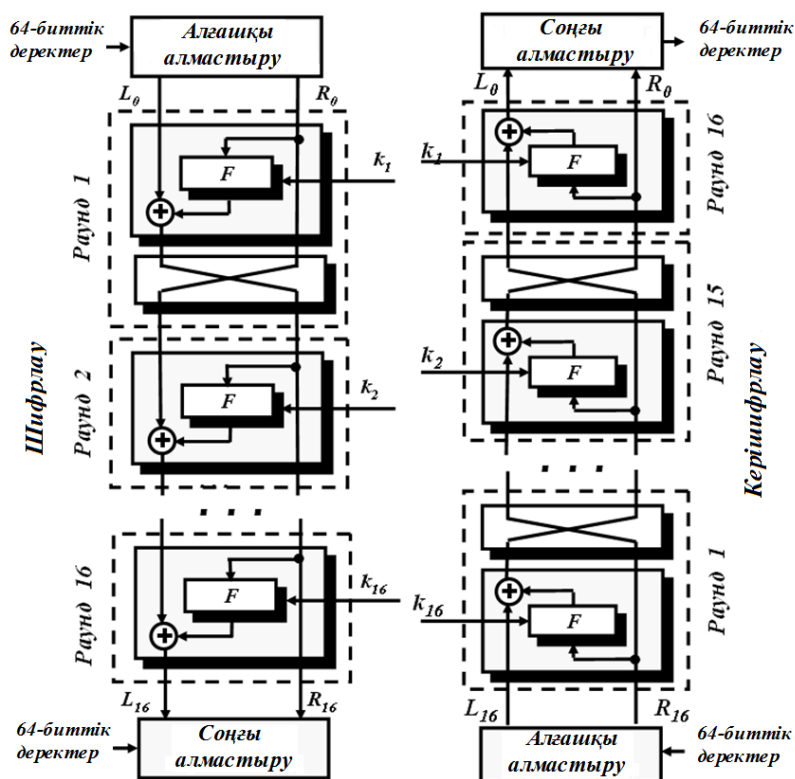 64-биттік
деректер
Алғашқы
алмастыру
L0
R0
Раунд 1
F
k1
Шифрлау
Раунд 2
F
k2
. . .
Раунд 16
F
k16
L16
R16
64-биттік
деректер
Соңғы
алмастыру
Соңғы
алмастыру
64-биттік
деректер
L0
R0
Раунд 16
k1
F
Раунд 15
k2
F
Керішифрлау
. . .
Раунд 1
k16
F
L16
R16
Алғашқы
алмастыру
64-биттік
деректер